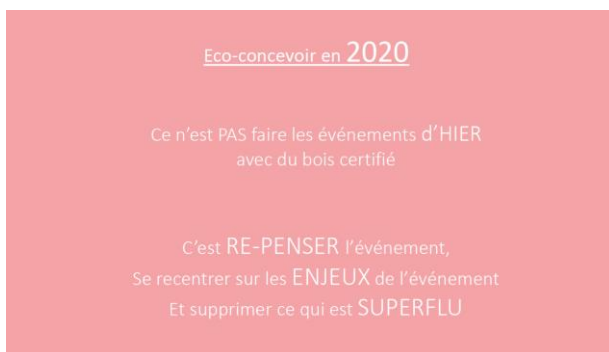 Eco-concevoir en 2020
Ce n'est PAS faire les événements d'HIER
avec du bois certifié
C'est RE-PENSER l'événement,
Se recentrer sur les ENJEUX de l'événement
Et supprimer ce qui est SUPERFLU